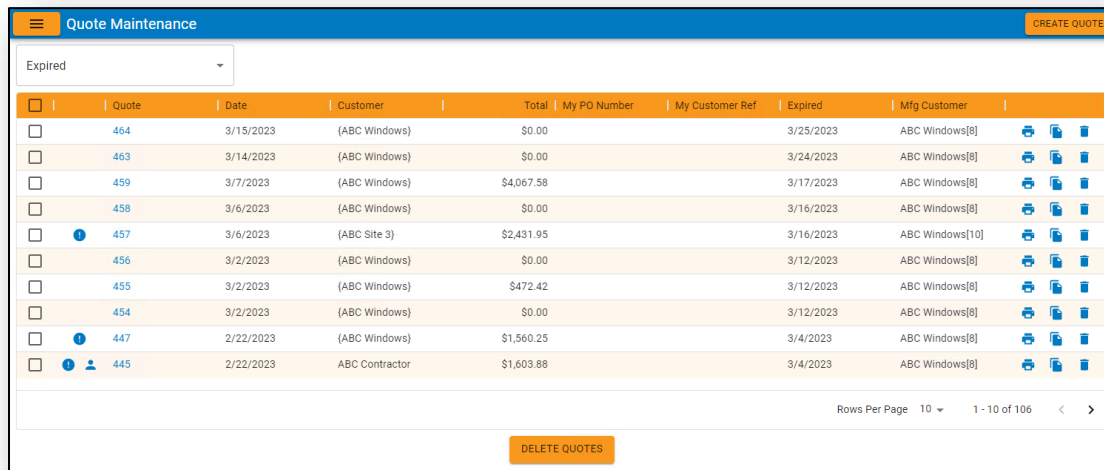 Quote Maintenance CREATE QUOTE
Expired
Quote Date Customer Total My PO Number My Customer Ref Expired Mfg Customer
464 3/15/2023 {ABC Windows} $0.00 3/25/2023 ABC Windows[8]
463 3/14/2023 {ABC Windows} $0.00 3/24/2023 ABC Windows[8]
459 3/7/2023 {ABC Windows} $4,067.58 3/17/2023 ABC Windows[8]
458 3/6/2023 {ABC Windows} $0.00 3/16/2023 ABC Windows[8]
457 3/6/2023 {ABC Site 3} $2,431.95 3/16/2023 ABC Windows[10]
456 3/2/2023 {ABC Windows} $0.00 3/12/2023 ABC Windows[8]
455 3/2/2023 {ABC Windows} $472.42 3/12/2023 ABC Windows[8]
454 3/2/2023 {ABC Windows} $0.00 3/12/2023 ABC Windows[8]
447 2/22/2023 {ABC Windows} $1,560.25 3/4/2023 ABC Windows[8]
445 2/22/2023 ABC Contractor $1,603.88 3/4/2023 ABC Windows[8]
Rows Per Page 10 1 - 10 of 106
DELETE QUOTES